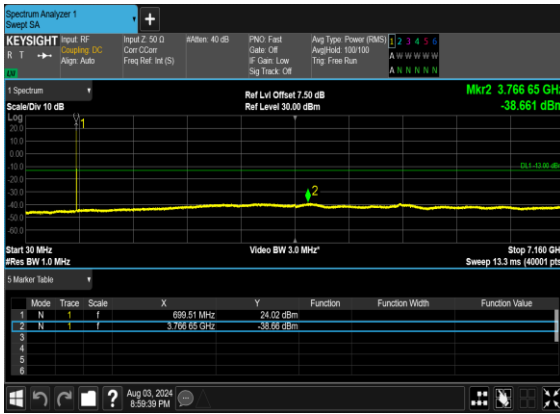 Spectrum Analyzer 1
Swept SA
+
KEYSIGHT Input: RF Input Z: 50 Ω #Atten: 40 dB PNO: Fast Avg Type: Power (RMS) 1 2 3 4 5 6
R T Coupling: DC Corr CCorr Gate: Off Avg|Hold: 100/100 A W W W W W
Align: Auto Freq Ref: Int (S) IF Gain: Low Trig: Free Run
LW Sig Track: Off A N N N N N
1 Spectrum Ref Lvl Offset 7.50 dB Mkr2 3.766 65 GHz
Scale/Div 10 dB Ref Level 30.00 dBm -38.661 dBm
Log
20.0
10.0
0.00
-10.0
-20.0
-30.0
-40.0
-50.0
-60.0
1
DL1 -13.00 dBm
2
Start 30 MHz Video BW 3.0 MHz* Stop 7.160 GHz
#Res BW 1.0 MHz Sweep 13.3 ms (40001 pts)
5 Marker Table
Mode Trace Scale X Y Function Function Width Function Value
1 N 1 f 699.51 MHz 24.02 dBm
2 N 1 f 3.766 65 GHz -38.66 dBm
3
4
5
6
? Aug 03, 2024
8:59:39 PM